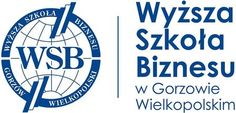 WYŻSZA SZKOŁA BIZNESU
WSB
GORZÓW WIELKOPOLSKI
Wyższa
Szkoła
Biznesu
w Gorzowie
Wielkopolskim